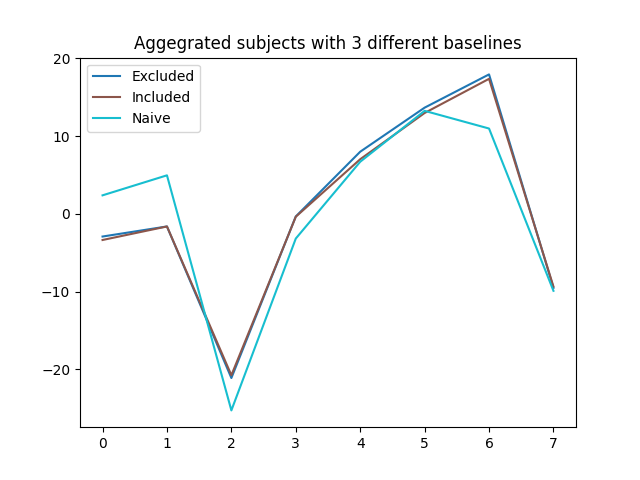 Aggegrated subjects with 3 different baselines
Excluded
Included
Naive
20
10
0
−10
−20
0 1 2 3 4 5 6 7